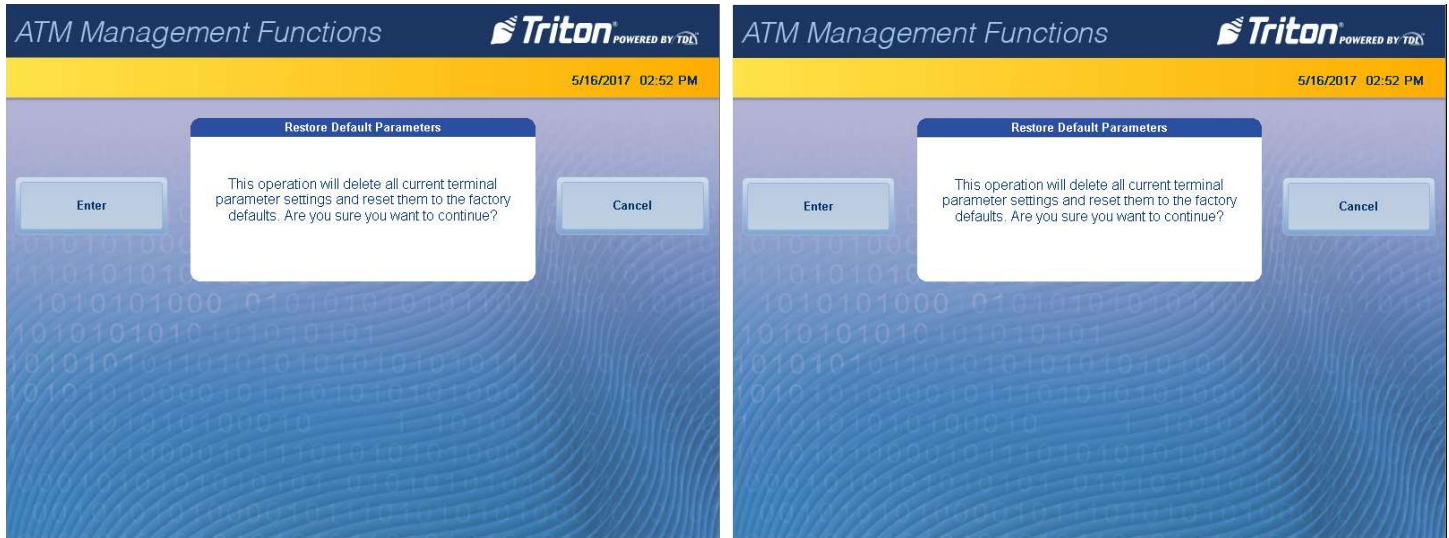 ATM Management Functions
Triton POWERED BY TDL
5/16/2017 02:52 PM
Restore Default Parameters
This operation will delete all current terminal
parameter settings and reset them to the factory
defaults. Are you sure you want to continue?
Enter
Cancel
ATM Management Functions
Triton POWERED BY TDL
5/16/2017 02:52 PM
Restore Default Parameters
This operation will delete all current terminal
parameter settings and reset them to the factory
defaults. Are you sure you want to continue?
Enter
Cancel